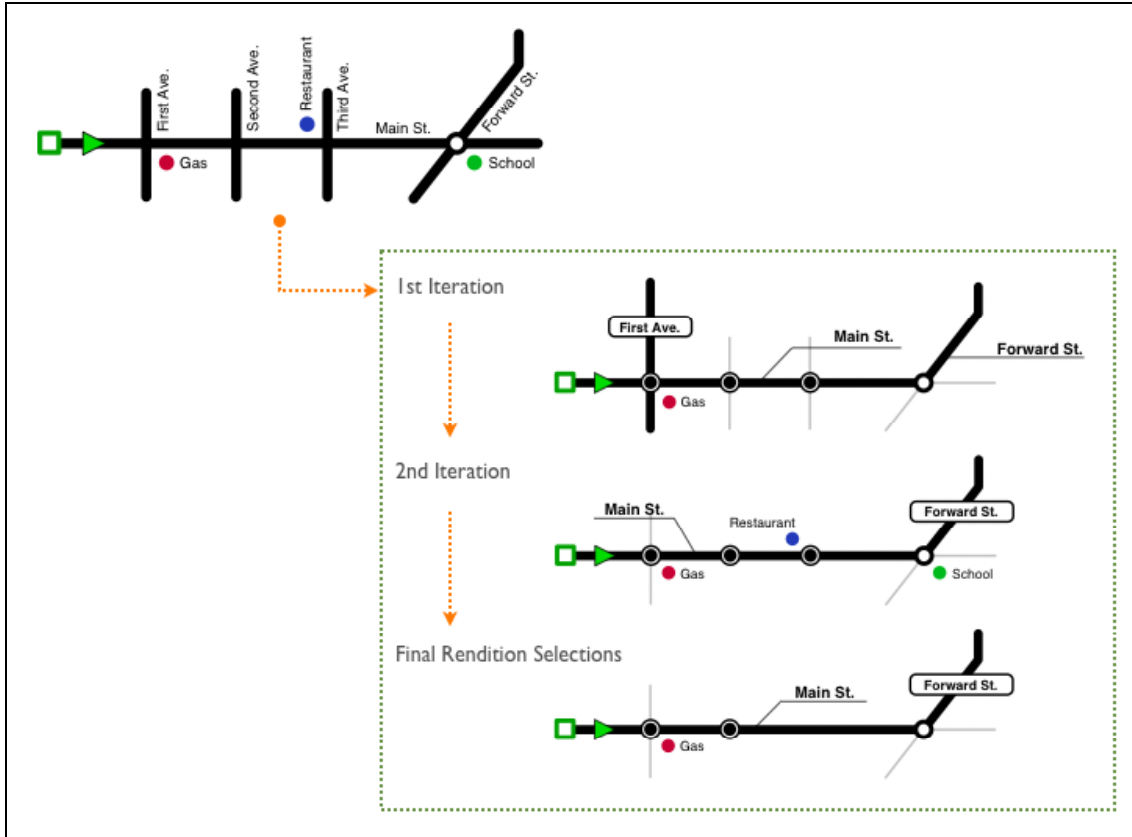 First Ave.
Second Ave.
Restaurant
Third Ave.
Main St.
Forward St.
Gas
School
1st Iteration
First Ave.
Main St.
Forward St.
Gas
2nd Iteration
Main St.
Restaurant
Forward St.
Gas
School
Final Rendition Selections
Forward St.
Main St.
Gas